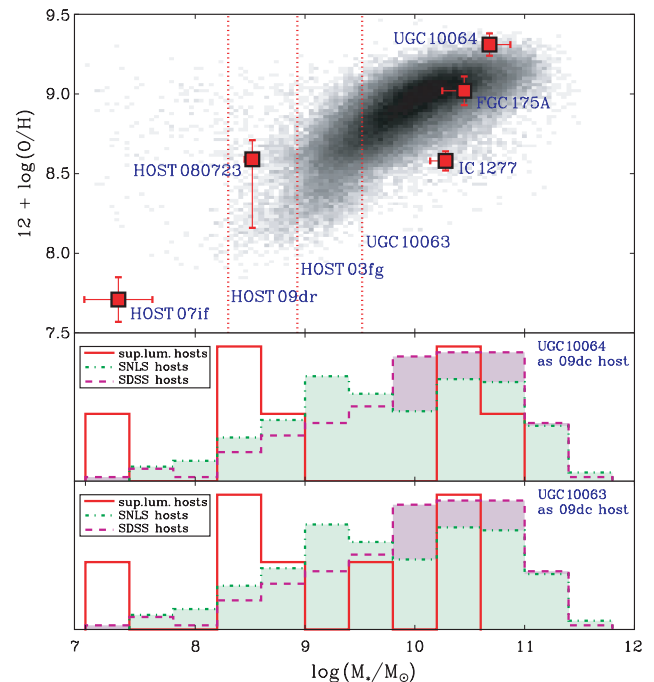 12 + log(O/H)
9.5
9.0
8.5
8.0
7.5
UGC 10064
FGC 175A
HOST 080723
IC 1277
UGC 10063
HOST 03fg
HOST 09dr
HOST 07if
sup.lum. hosts
SNLS hosts
SDSS hosts
UGC 10064
as 09dc host
sup.lum. hosts
SNLS hosts
SDSS hosts
UGC 10063
as 09dc host
7 8 9 10 11 12
log(M*/M⊙)